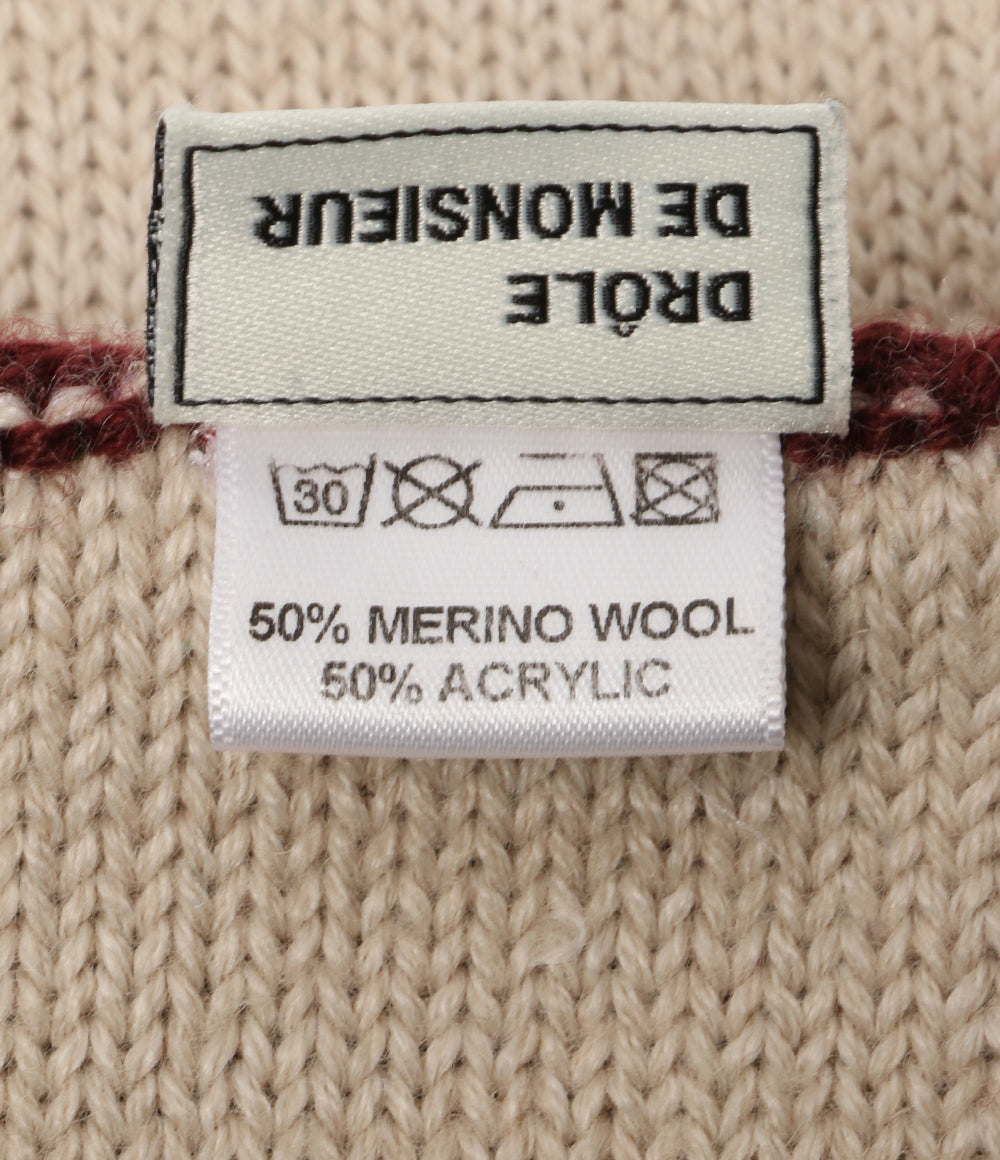 DRÔLE
DE MONSIEUR
30
50% MERINO WOOL
50% ACRYLIC